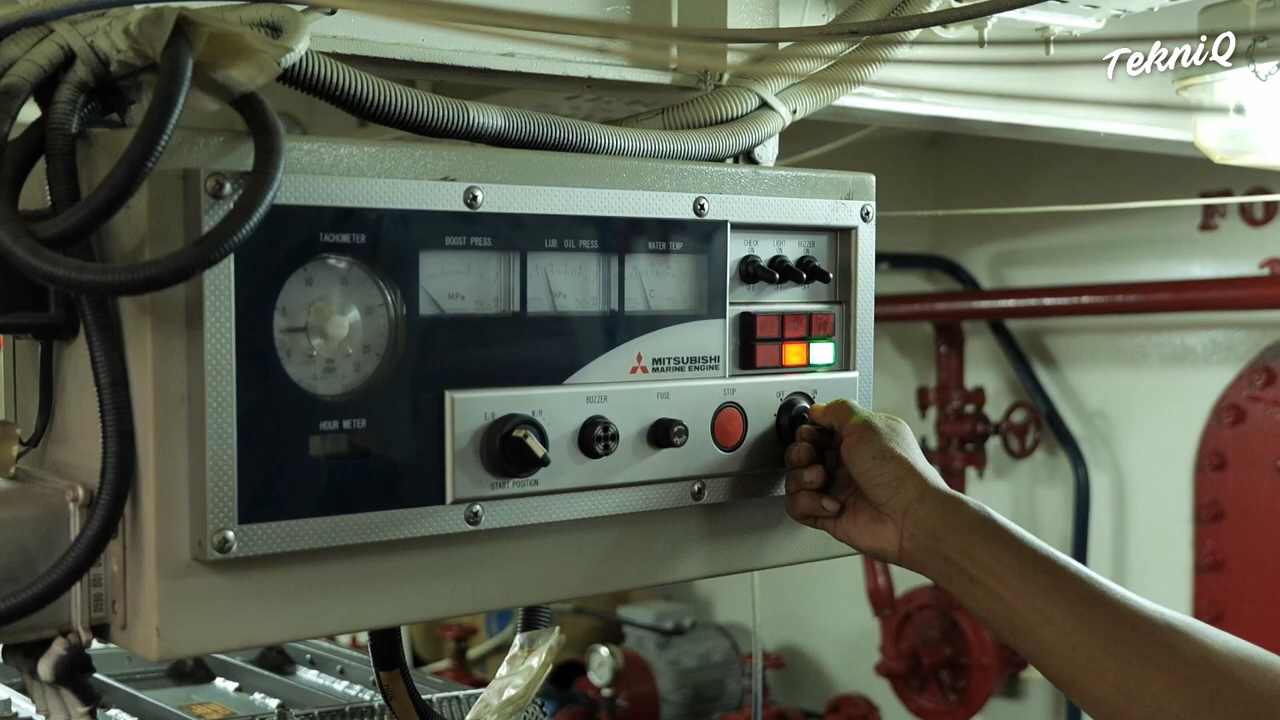 TekniQ
FO
TACHOMETER
BOOST PRESS.
LUB. OIL PRESS
WATER TEMP
CHECK
ON
LIGHT
ON
BUZZER
ON
MPa
°C
MITSUBISHI
MARINE ENGINE
HOUR METER
E/R
W/H
START POSITION
BUZZER
FUSE
STOP
OFF
ON